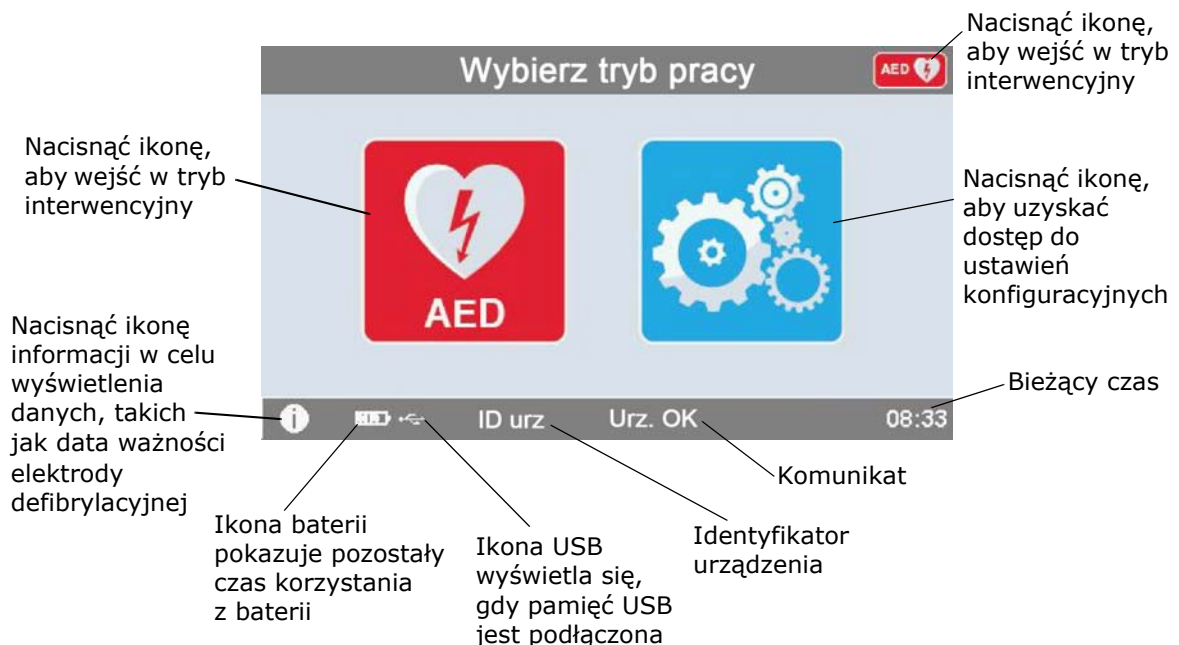 Nacisnąć ikonę,
aby wejść w tryb
interwencyjny
Wybierz tryb pracy
AED
Nacisnąć ikonę,
aby wejść w tryb
interwencyjny
AED
Nacisnąć ikonę,
aby uzyskać
dostęp do
ustawień
konfiguracyjnych
Nacisnąć ikonę
informacji w celu
wyświetlenia
danych, takich
jak data ważności
elektrody
defibrylacyjnej
Bieżący czas
i
ID urz
Urz. OK
08:33
Komunikat
Identyfikator
urządzenia
Ikona baterii
pokazuje pozostały
czas korzystania
z baterii
Ikona USB
wyświetla się,
gdy pamięć USB
jest podłączona